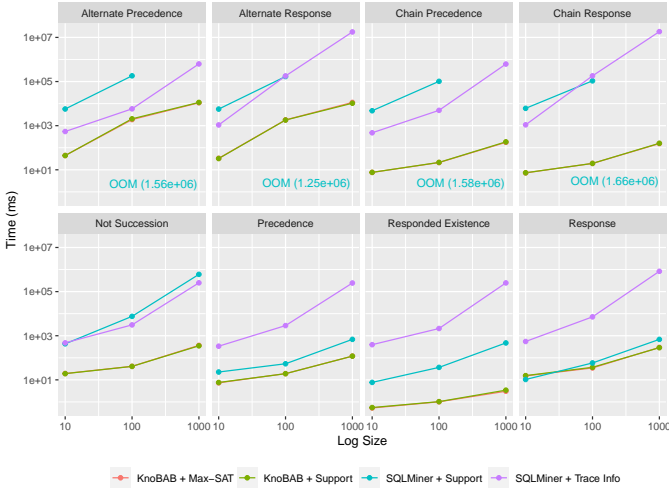 Alternate Precedence Alternate Response Chain Precedence Chain Response
1e+07
1e+05
1e+03
1e+01
OOM (1.56e+06) OOM (1.25e+06) OOM (1.58e+06) OOM (1.66e+06)
Time (ms)
Not Succession Precedence Responded Existence Response
1e+07
1e+05
1e+03
1e+01
10 100 1000 10 100 1000 10 100 1000 10 100 1000
Log Size
KnoBAB + Max−SAT KnoBAB + Support SQLMiner + Support SQLMiner + Trace Info